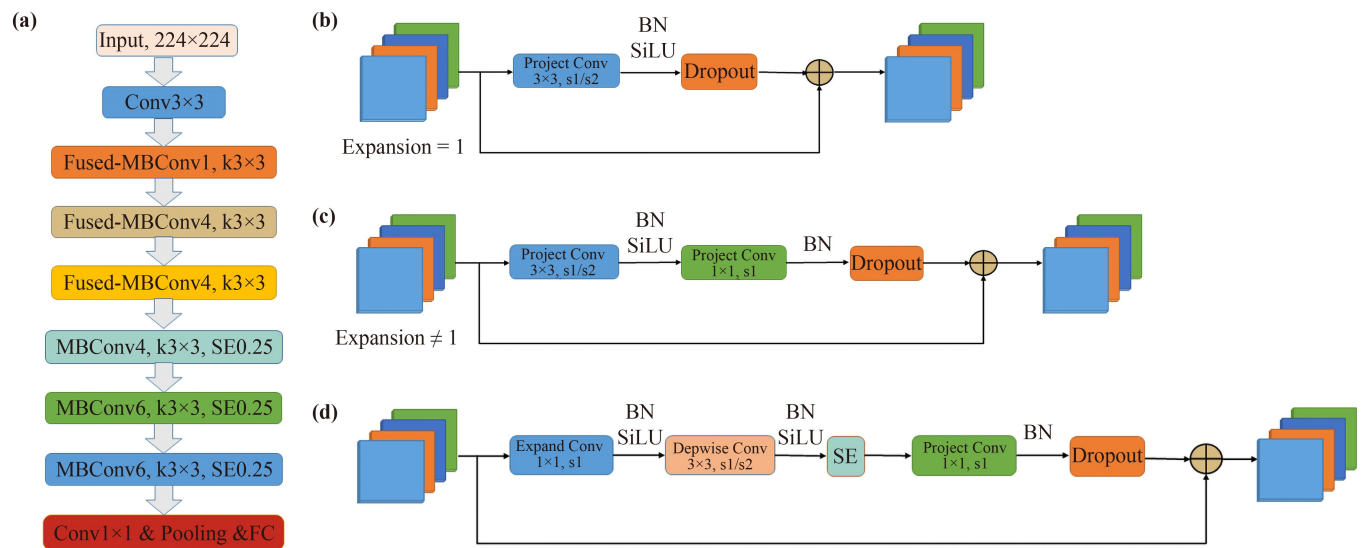 (a)
Input, 224×224
Conv3×3
Fused-MBConv1, k3×3
Fused-MBConv4, k3×3
Fused-MBConv4, k3×3
MBConv4, k3×3, SE0.25
MBConv6, k3×3, SE0.25
MBConv6, k3×3, SE0.25
Conv1×1 & Pooling &FC
(b)
Project Conv
3×3, s1/s2
BN
SiLU
Dropout
Expansion = 1
(c)
Project Conv
3×3, s1/s2
BN
SiLU
Project Conv
1×1, s1
BN
Dropout
Expansion ≠ 1
(d)
Expand Conv
1×1, s1
BN
SiLU
Depwise Conv
3×3, s1/s2
BN
SiLU
SE
Project Conv
1×1, s1
BN
Dropout